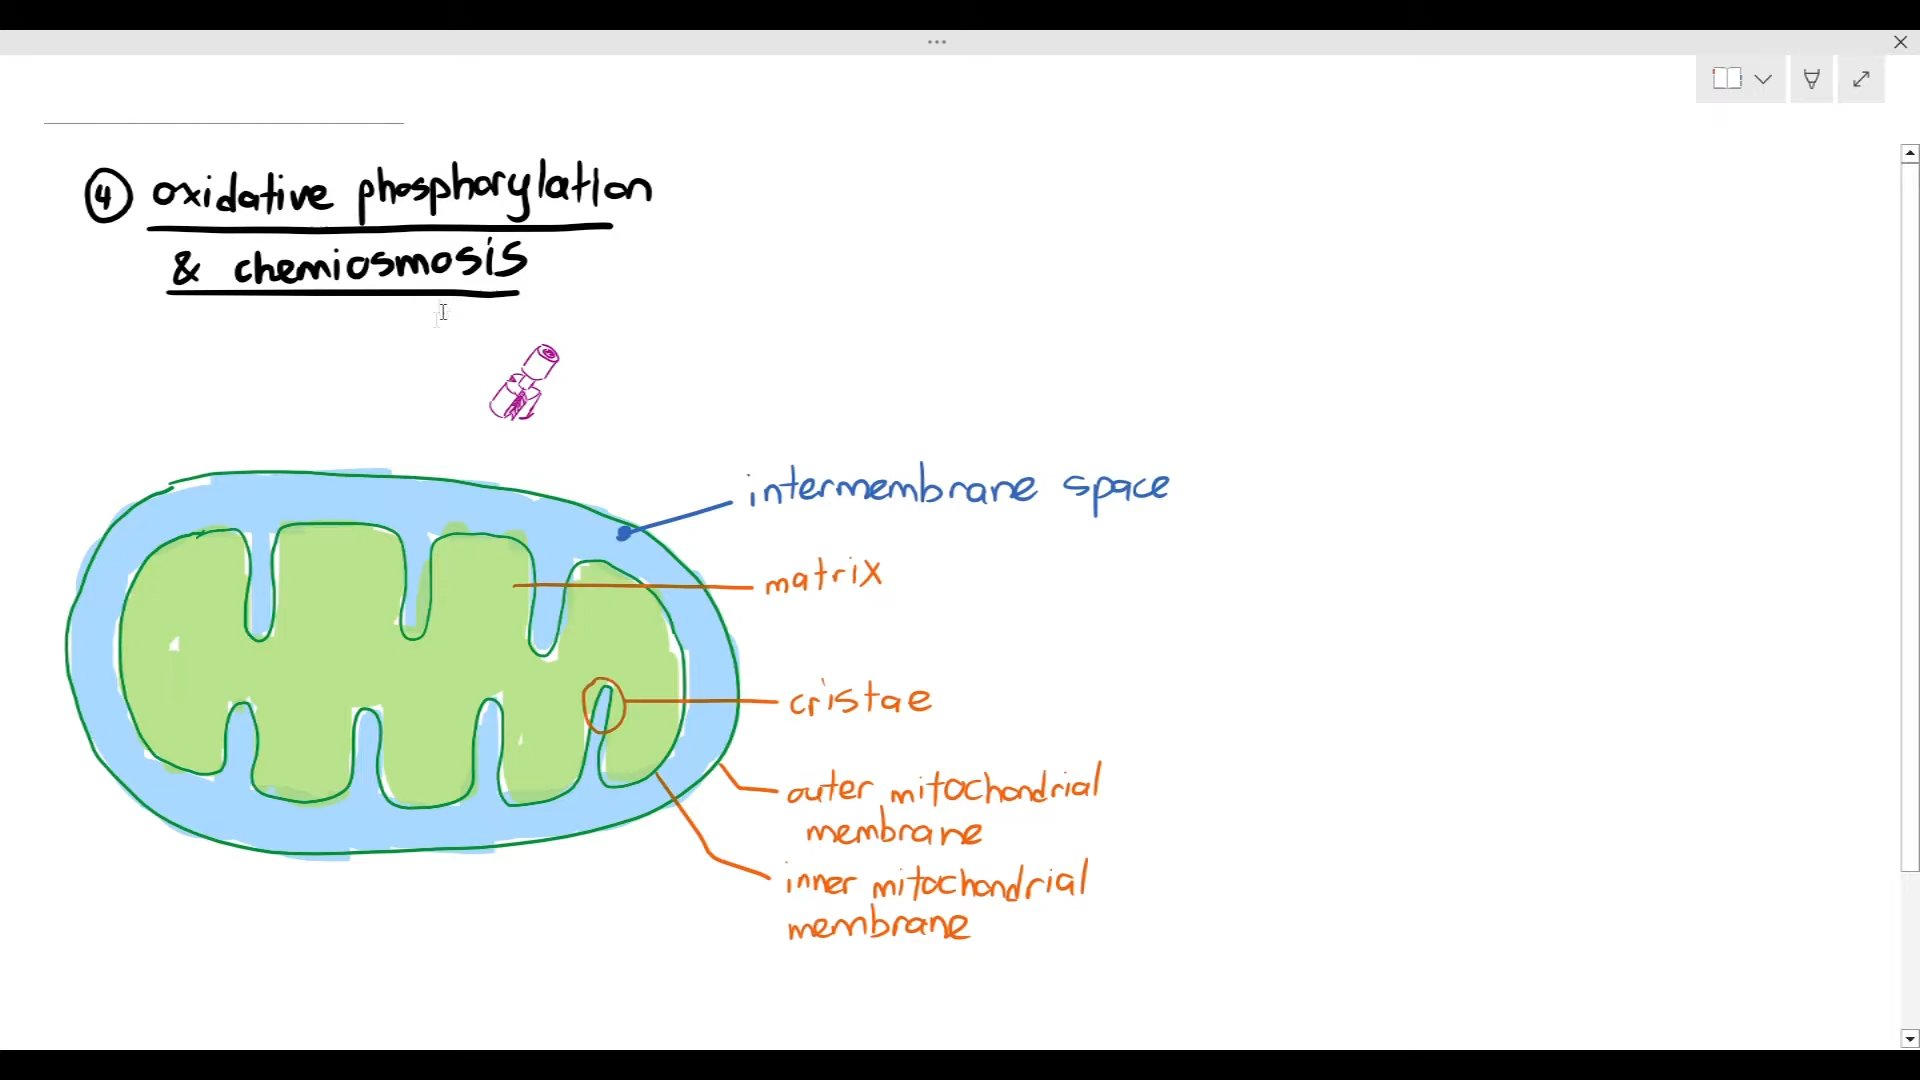 ④ oxidative phosphorylation
& chemiosmosis
intermembrane space
matrix
cristae
outer mitochondrial
membrane
inner mitochondrial
membrane